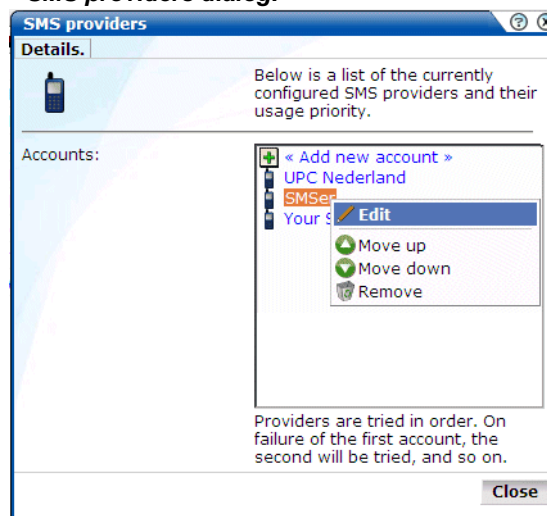 SMS providers dialog.
SMS providers
Details.
Below is a list of the currently
configured SMS providers and their
usage priority.
Accounts:
« Add new account »
UPC Nederland
SMSer
Your S
Edit
Move up
Move down
Remove
Providers are tried in order. On
failure of the first account, the
second will be tried, and so on.
Close